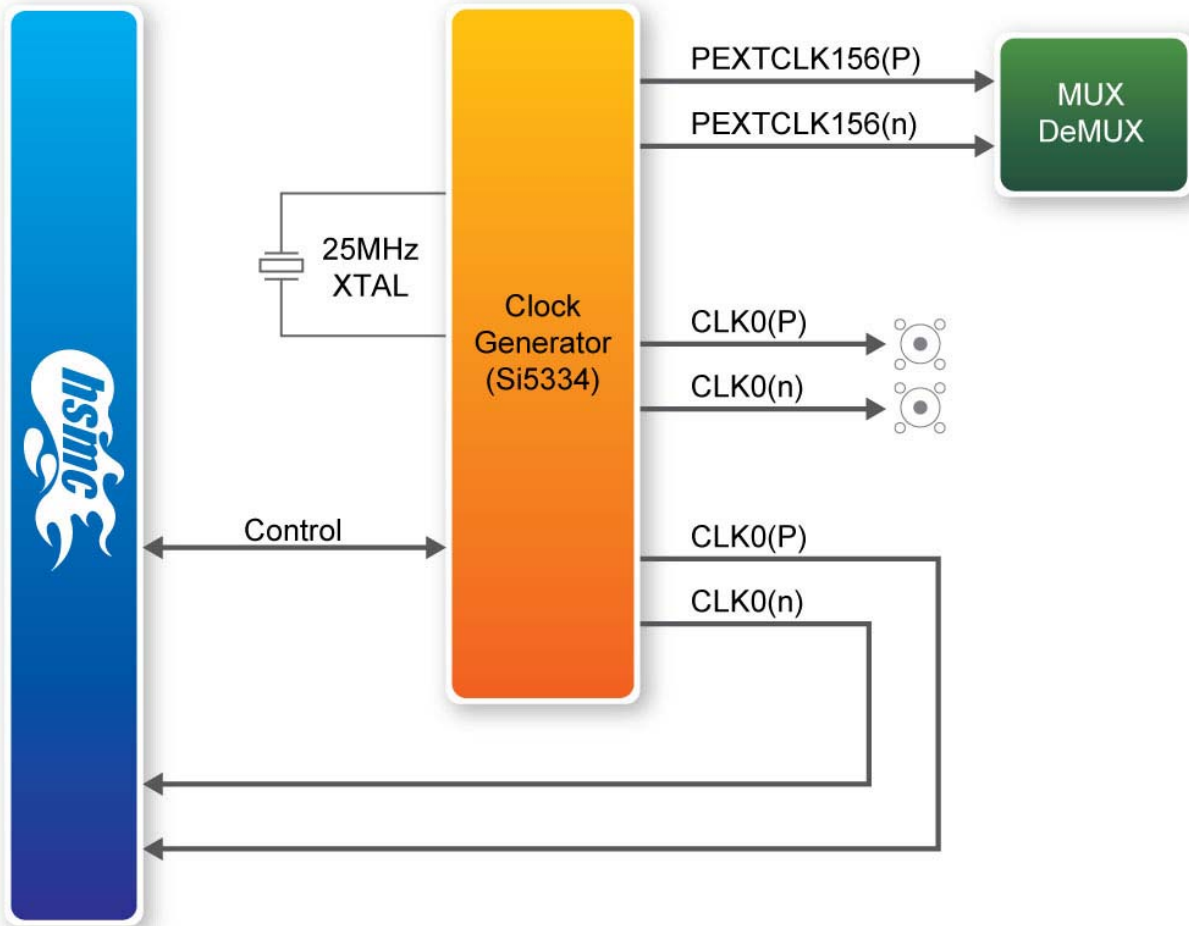 PEXTCLK156(P)
PEXTCLK156(n)
MUX
DeMUX
25MHz
XTAL
Clock
Generator
(Si5334)
CLK0(P)
CLK0(n)
hsmc
Control
CLK0(P)
CLK0(n)